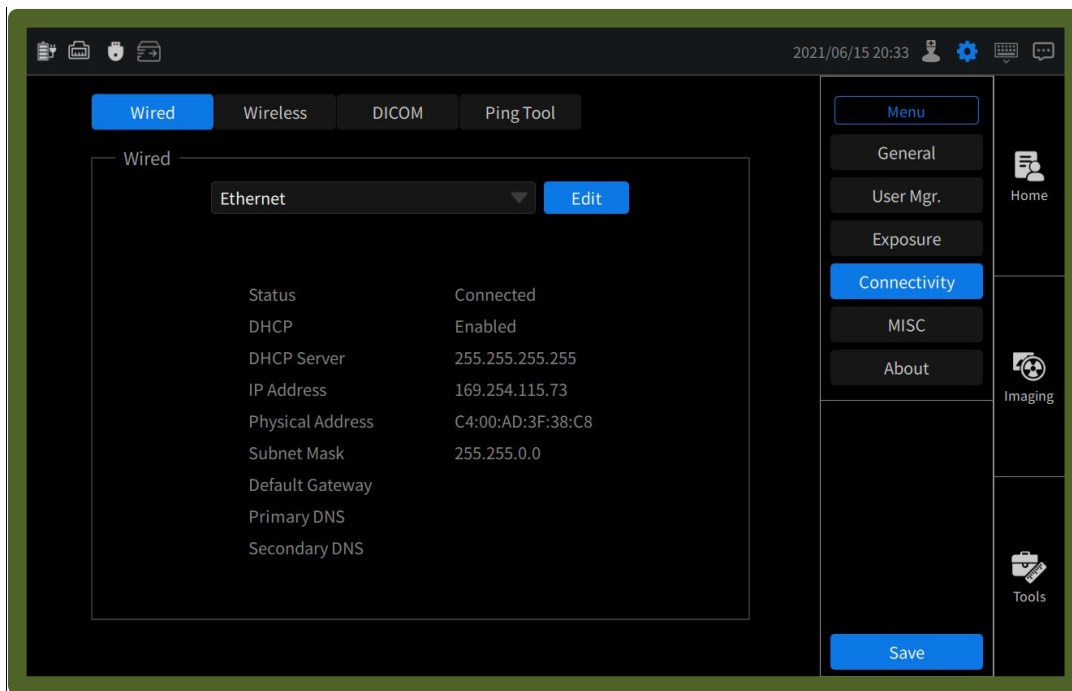 2021/06/15 20:33
Wired Wireless DICOM Ping Tool
Wired
Ethernet Edit
Status Connected
DHCP Enabled
DHCP Server 255.255.255.255
IP Address 169.254.115.73
Physical Address C4:00:AD:3F:38:C8
Subnet Mask 255.255.0.0
Default Gateway
Primary DNS
Secondary DNS
Menu
General
User Mgr.
Exposure
Connectivity
MISC
About
Save
Home
Imaging
Tools